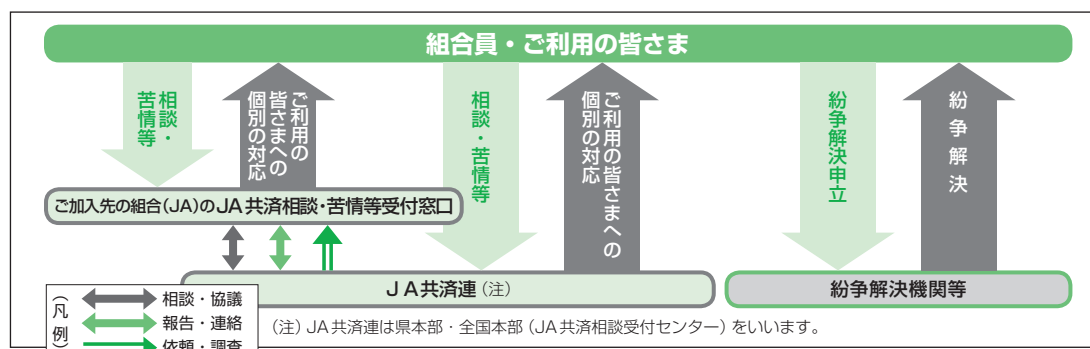 組合員・ご利用の皆さま
相談・
苦情等
ご利用の
皆さまへの
個別の対応
相談・苦情等
ご利用の皆さまへの
個別の対応
紛争解決申立
紛争解決
ご加入先の組合(JA)のJA共済相談・苦情等受付窓口
JA共済連(注)
紛争解決機関等
(凡例)
相談・協議
報告・連絡
依頼・調査
(注)JA共済連は県本部・全国本部(JA共済相談受付センター)をいいます。